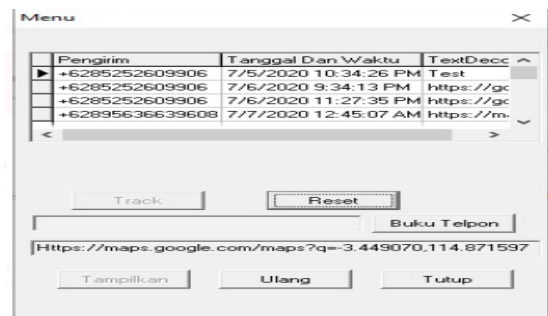 Menu
Pengirim Tanggal Dan Waktu TextDecc
+6285252609906 7/5/2020 10:34:26 PM Test
+6285252609906 7/6/2020 9:34:13 PM https://gc
+6285252609906 7/6/2020 11:27:35 PM https://gc
+62895636639608 7/7/2020 12:45:07 AM https://m.
Track Reset
Buku Telpon
Https://maps.google.com/maps?q=-3.449070,114.871597
Tampilkan Ulang Tutup